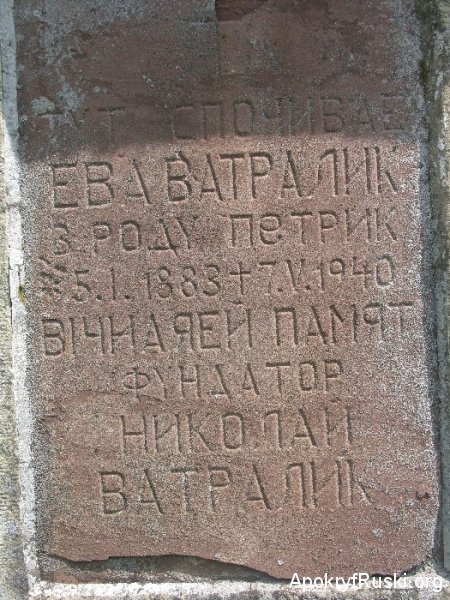 ТУТ СПОЧИВАЕ
ЕВА ВАТРАЛИК
З РОДУ ПЕТРИК
*5.I.1883+7.V.1940
ВІЧНАЯ ЕЙ ПАМЯТ
ФУНДАТОР
НИКОЛАЙ
ВАТРАЛИК
ApokryfRuski.org